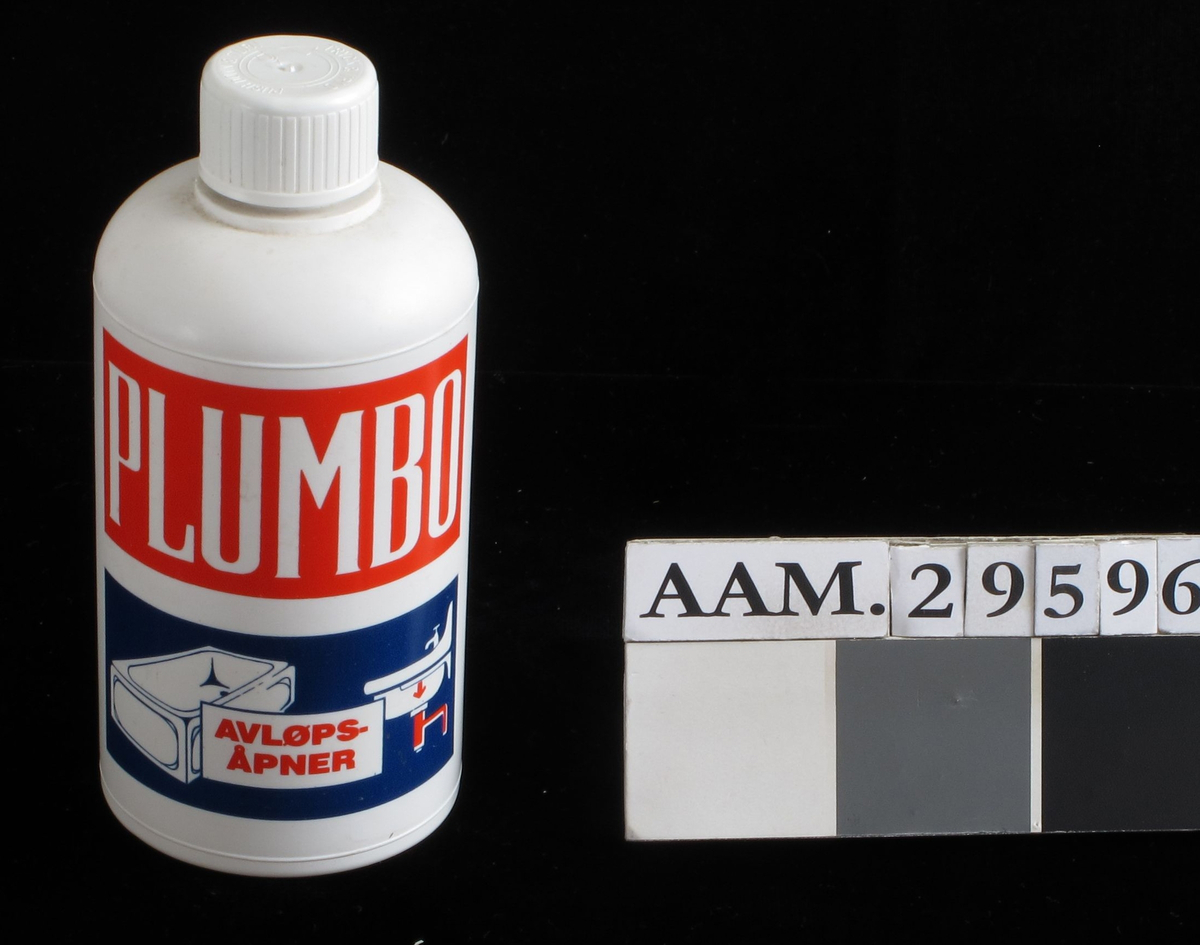 PLUMBO
AVLØPS-
ÅPNER
AAM. 29596